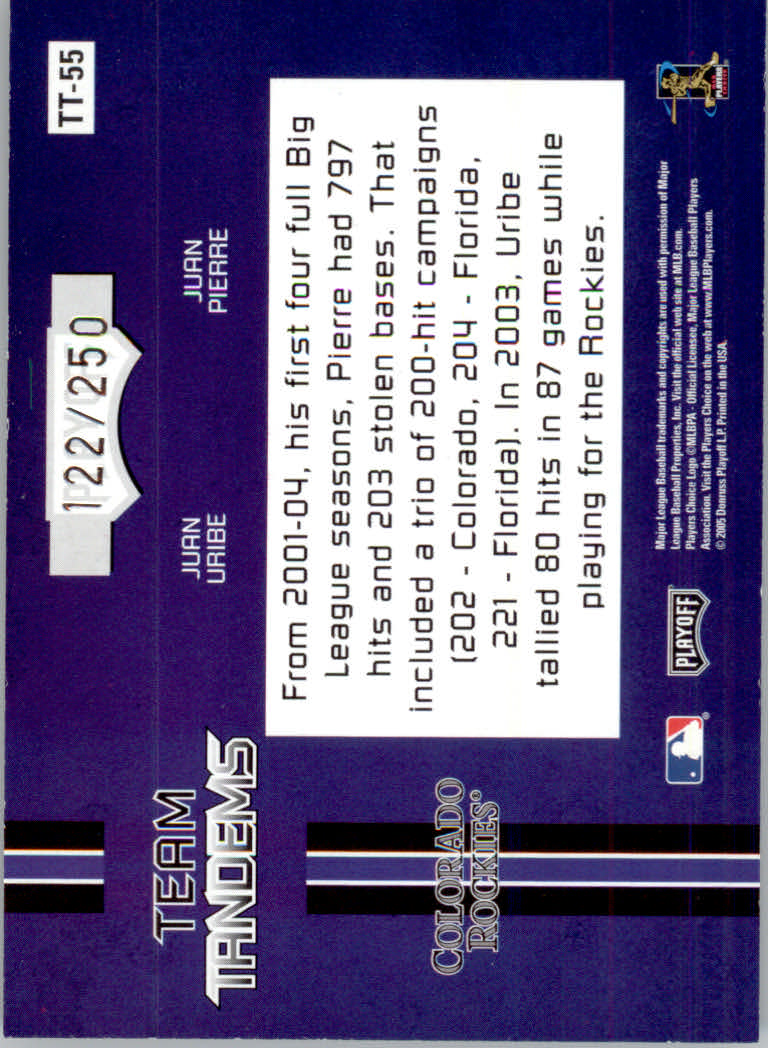 TT-55
PLAYOFF
122/250
JUAN
URIBE
JUAN
PIERRE
TEAM
TANDEMS
From 2001-04, his first four full Big
League seasons, Pierre had 797
hits and 203 stolen bases. That
included a trio of 200-hit campaigns
(202 - Colorado, 204 - Florida,
221 - Florida). In 2003, Uribe
tallied 80 hits in 87 games while
playing for the Rockies.
COLORADO
ROCKIES®
®
PLAYOFF
Major League Baseball trademarks and copyrights are used with permission of Major
League Baseball Properties, Inc. Visit the official web site at MLB.com.
Players Choice Logo ©MLBPA - Official Licensee, Major League Baseball Players
Association. Visit the Players Choice on the web at www.MLBPlayers.com.
© 2005 Donruss Playoff L.P. Printed in the USA.
PLAYERS
CHOICE